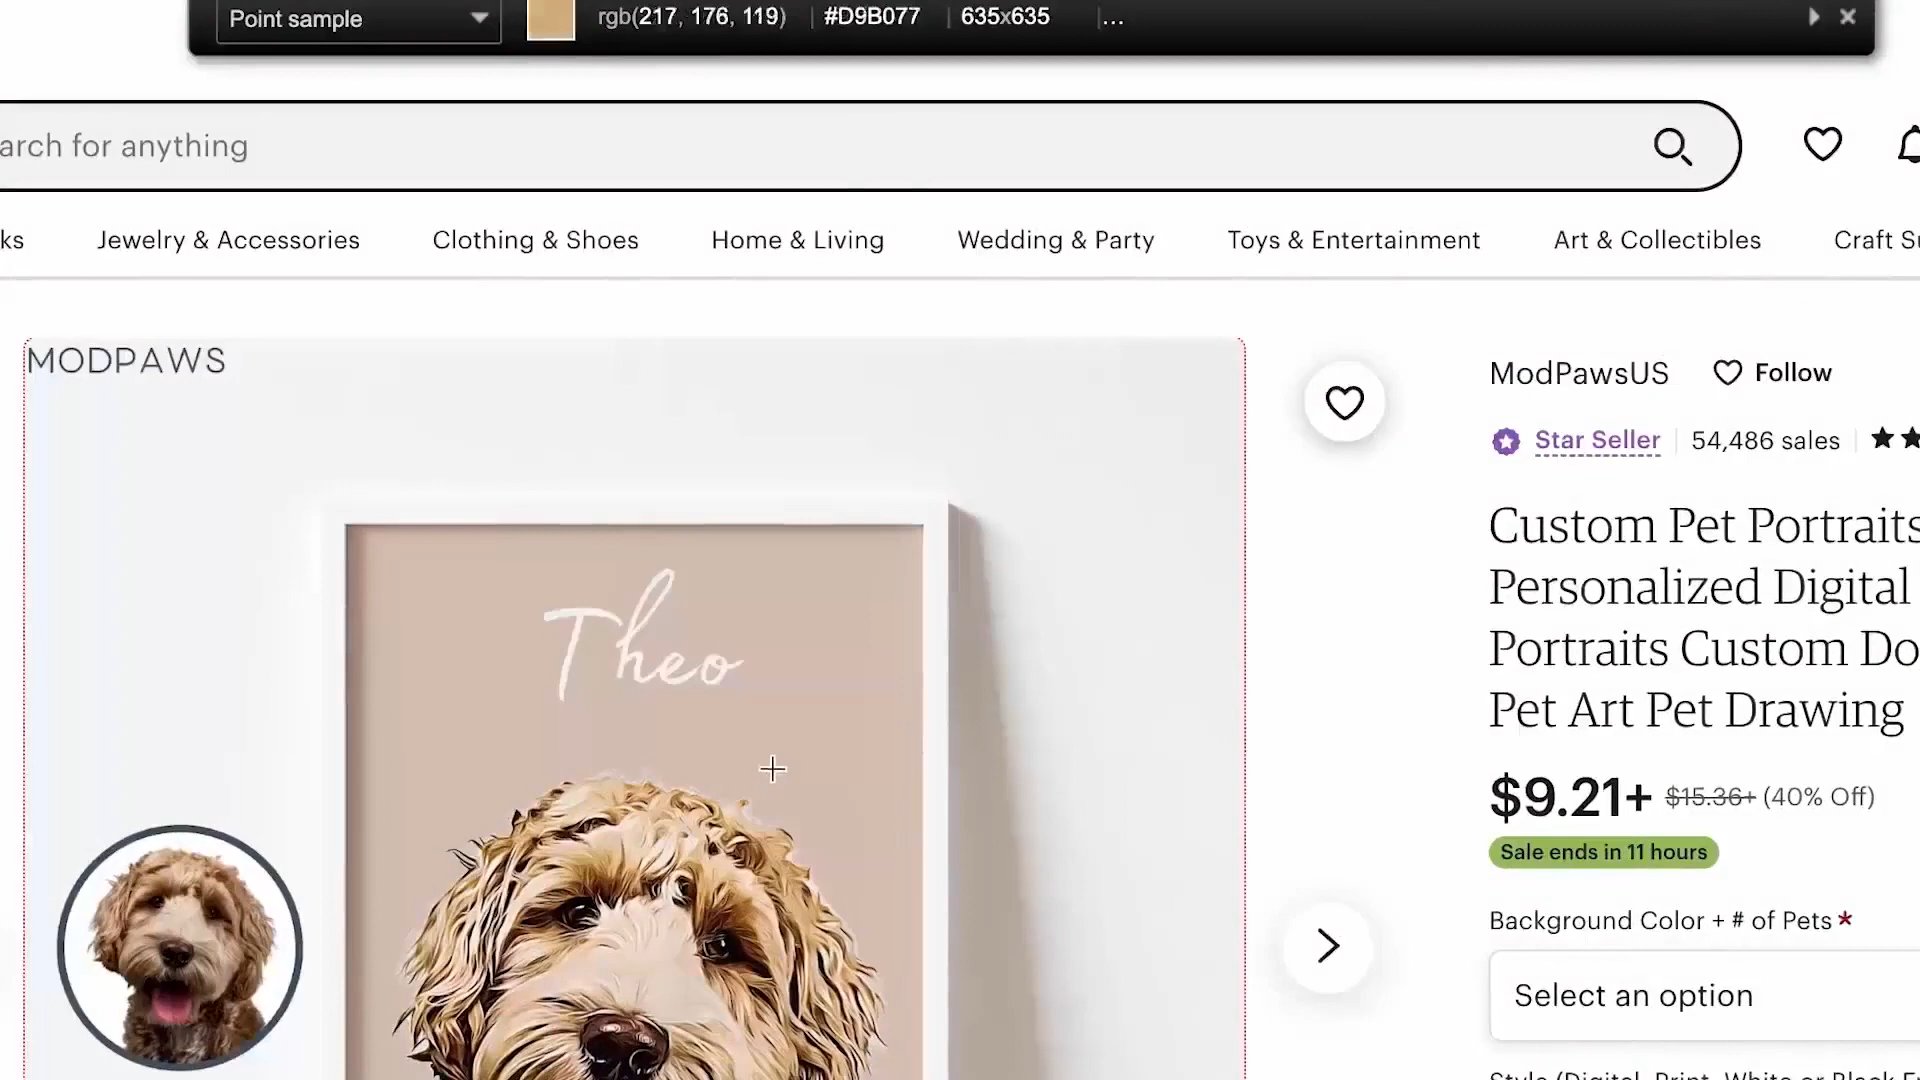 Point sample rgb(217, 176, 119) #D9B077 635x635 ...
arch for anything
ks Jewelry & Accessories Clothing & Shoes Home & Living Wedding & Party Toys & Entertainment Art & Collectibles Craft
MODPAWS
ModPawsUS Follow
Star Seller 54,486 sales
Theo
Custom Pet Portraits
Personalized Digital
Portraits Custom Do
Pet Art Pet Drawing
$9.21+ $15.36+ (40% Off)
Sale ends in 11 hours
Background Color + # of Pets *
Select an option